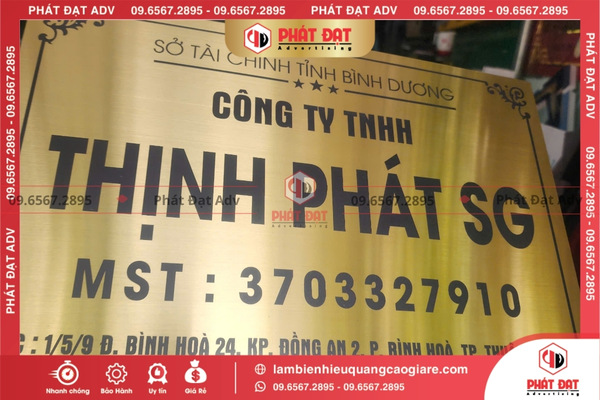 PHÁT ĐẠT ADV 09.6567.2895 - 09.6567.2895
PHÁT ĐẠT
Advertising
PHÁT ĐẠT ADV 09.6567.2895 - 09.6567.2895
PHÁT ĐẠT ADV 09.6567.2895 - 09.6567.2895
PHÁT ĐẠT ADV 09.6567.2895 - 09.6567.2895
SỞ TÀI CHÍNH TỈNH BÌNH DƯƠNG
CÔNG TY TNHH
THỊNH PHÁT SG
09.6567.2895 Phát Đạt Adv
PHÁT ĐẠT
Advertising
09.6567.2895 Phát Đạt Adv
MST : 3703327910
C : 1/5/9 Đ. BÌNH HOÀ 24, KP. ĐỒNG AN 2, P. BÌNH HOÀ, TP. THU
Nhanh chóng
Bảo Hành
Uy tín
Giá Rẻ
lambienhieuquangcaogiare.com
09.6567.2895 - 09.6567.2895
PHÁT ĐẠT
Advertising